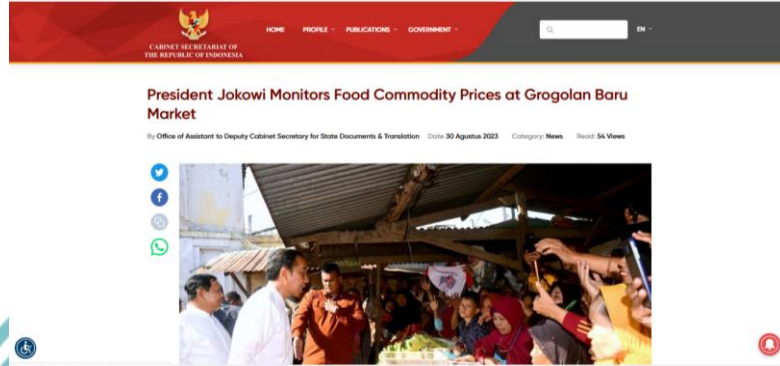 HOME PROFILE PUBLICATIONS GOVERNMENT EN
CABINET SECRETARIAT OF
THE REPUBLIC OF INDONESIA
President Jokowi Monitors Food Commodity Prices at Grogolan Baru
Market
By Office of Assistant to Deputy Cabinet Secretary for State Documents & Translation Date 30 Agustus 2023 Category: News Read: 54 Views